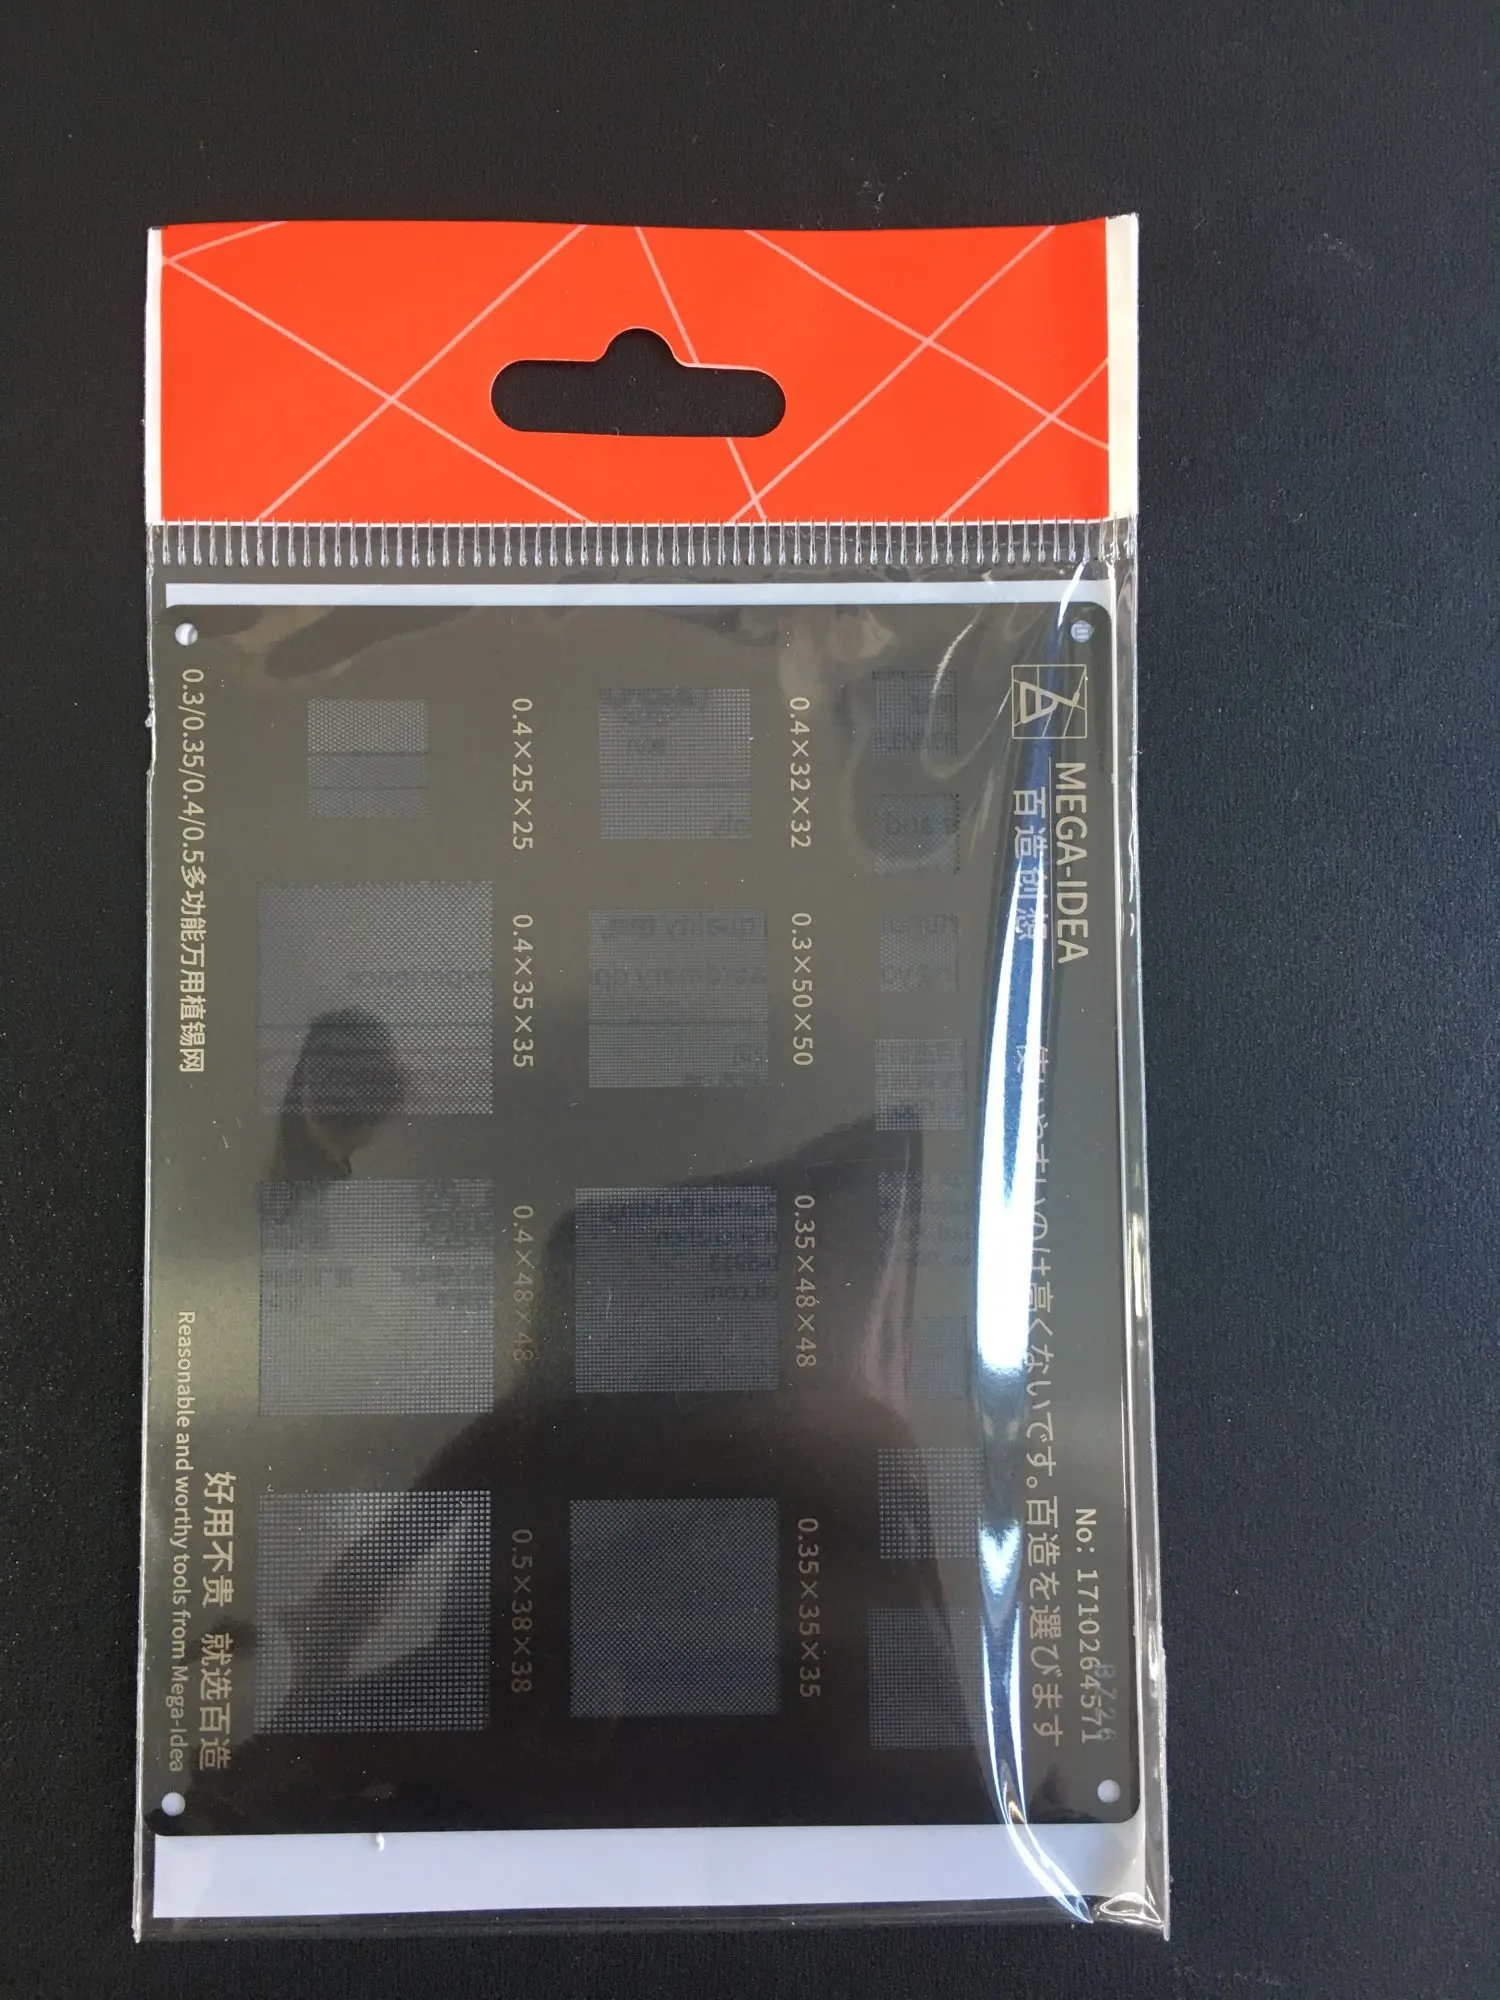 MEGA-IDEA
百造创想
No: 1710264571
使いやすいのは高くないです。百造を選びます
0.4×32×32
0.3×50×50
0.35×48×48
0.35×35×35
0.4×25×25
0.4×35×35
0.4×48×48
0.5×38×38
0.3/0.35/0.4/0.5多功能万用植锡网
好用不贵 就选百造
Reasonable and worthy tools from Mega-Idea